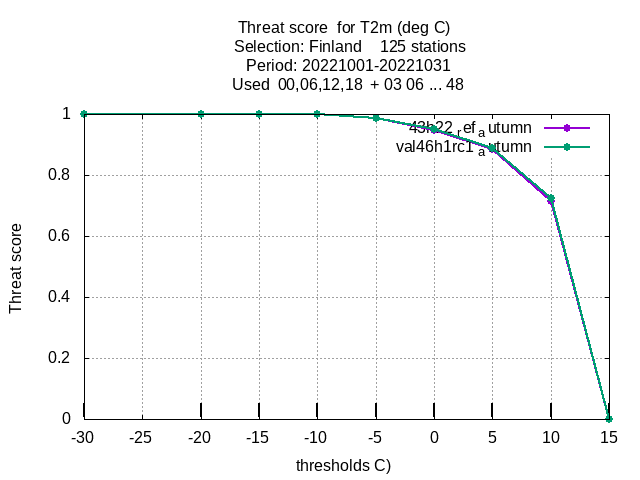 Threat score for T2m (deg C)
Selection: Finland 125 stations
Period: 20221001-20221031
Used 00,06,12,18 + 03 06 ... 48
43h22_ref_autumn
val46h1rc1_autumn
Threat score
1
0.8
0.6
0.4
0.2
0
-30 -25 -20 -15 -10 -5 0 5 10 15
thresholds C)